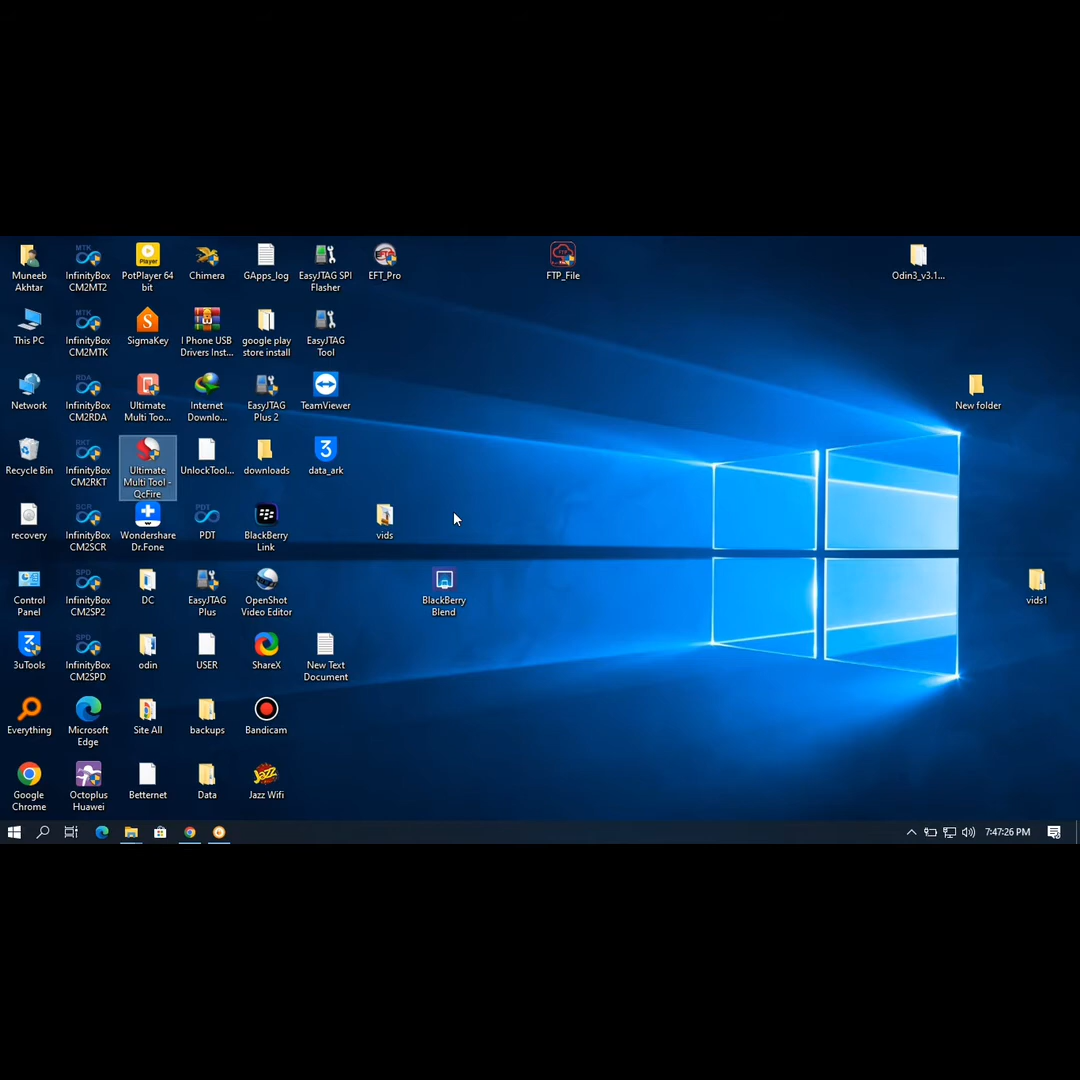 Muneeb
Akhtar
InfinityBox
CM2MT2
PotPlayer 64
bit
Chimera
GApps_log
EasyJTAG SPI
Flasher
EFT_Pro
FTP_File
Odin3_v3.1...
This PC
InfinityBox
CM2MTK
SigmaKey
I Phone USB
Drivers Inst...
google play
store install
EasyJTAG
Tool
Network
InfinityBox
CM2RDA
Ultimate
Multi Too...
Internet
Downlo...
EasyJTAG
Plus 2
TeamViewer
New folder
Recycle Bin
InfinityBox
CM2RKT
Ultimate
Multi Tool -
QcFire
UnlockTool...
downloads
data_ark
recovery
InfinityBox
CM2SCR
Wondershare
Dr.Fone
PDT
BlackBerry
Link
vids
Control
Panel
InfinityBox
CM2SP2
DC
EasyJTAG
Plus
OpenShot
Video Editor
BlackBerry
Blend
vids1
3uTools
InfinityBox
CM2SPD
odin
USER
ShareX
New Text
Document
Everything
Microsoft
Edge
Site All
backups
Bandicam
Google
Chrome
Octoplus
Huawei
Betternet
Data
Jazz Wifi
7:47:26 PM